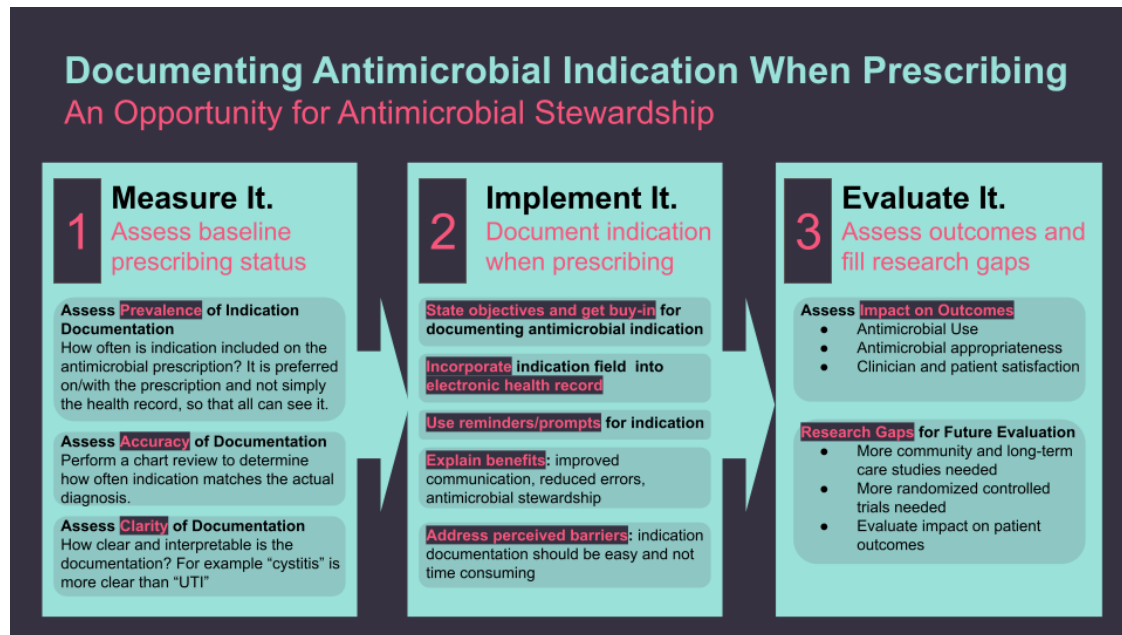 Documenting Antimicrobial Indication When Prescribing
An Opportunity for Antimicrobial Stewardship
1
Measure It.
Assess baseline
prescribing status
Assess Prevalence of Indication
Documentation
How often is indication included on the
antimicrobial prescription? It is preferred
on/with the prescription and not simply
the health record, so that all can see it.
Assess Accuracy of Documentation
Perform a chart review to determine
how often indication matches the actual
diagnosis.
Assess Clarity of Documentation
How clear and interpretable is the
documentation? For example “cystitis” is
more clear than “UTI”
2
Implement It.
Document indication
when prescribing
State objectives and get buy-in for
documenting antimicrobial indication
Incorporate indication field into
electronic health record
Use reminders/prompts for indication
Explain benefits: improved
communication, reduced errors,
antimicrobial stewardship
Address perceived barriers: indication
documentation should be easy and not
time consuming
3
Evaluate It.
Assess outcomes and
fill research gaps
Assess Impact on Outcomes
● Antimicrobial Use
● Antimicrobial appropriateness
● Clinician and patient satisfaction
Research Gaps for Future Evaluation
● More community and long-term
care studies needed
● More randomized controlled
trials needed
● Evaluate impact on patient
outcomes